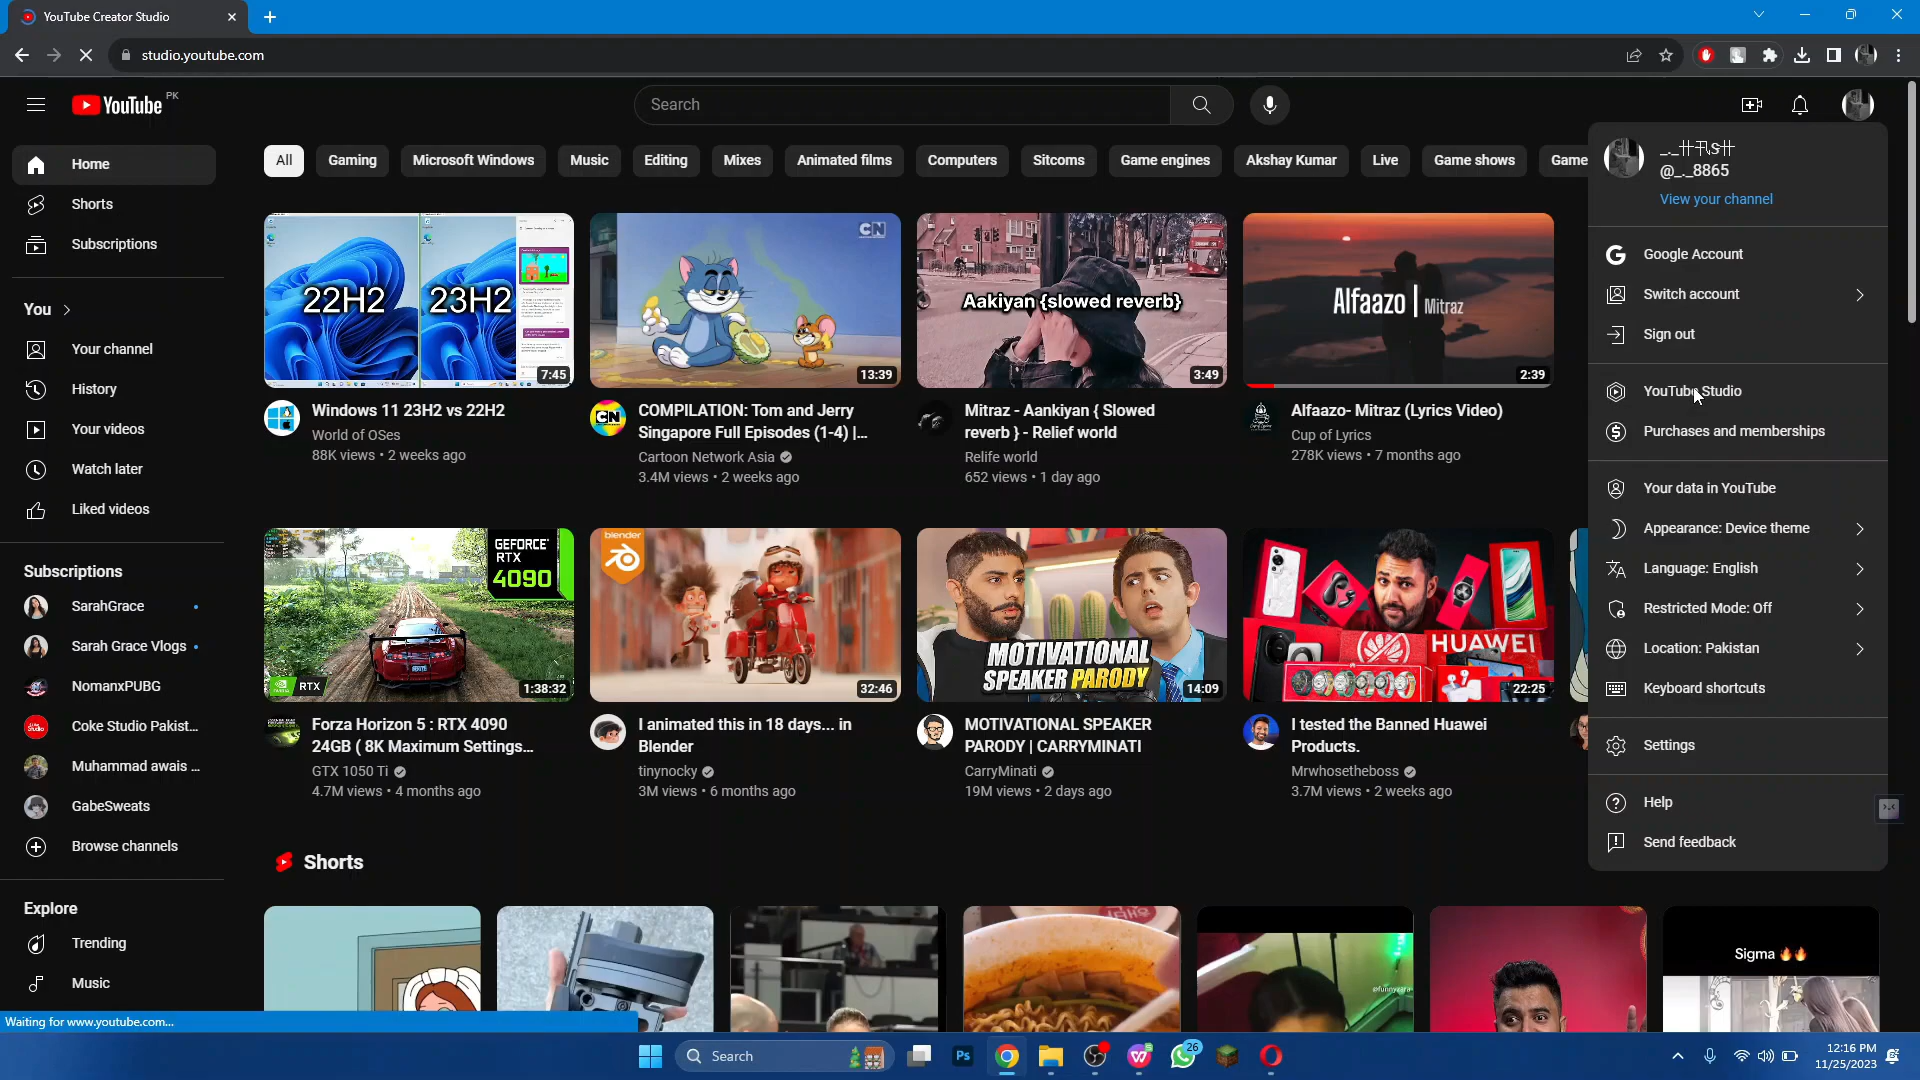 YouTube Creator Studio
studio.youtube.com
YouTube PK
Search
Home
Shorts
Subscriptions
You
Your channel
History
Your videos
Watch later
Liked videos
Subscriptions
SarahGrace
Sarah Grace Vlogs
NomanxPUBG
Coke Studio Pakist...
Muhammad awais ...
GabeSweats
Browse channels
Explore
Trending
Music
All
Gaming
Microsoft Windows
Music
Editing
Mixes
Animated films
Computers
Sitcoms
Game engines
Akshay Kumar
Live
Game shows
Game
22H2
23H2
7:45
Windows 11 23H2 vs 22H2
World of OSes
88K views • 2 weeks ago
CN
13:39
CN
COMPILATION: Tom and Jerry
Singapore Full Episodes (1-4) |...
Cartoon Network Asia
3.4M views • 2 weeks ago
Aakiyan {slowed reverb}
3:49
Mitraz - Aankiyan { Slowed
reverb } - Relief world
Relife world
652 views • 1 day ago
Alfaazo | Mitraz
2:39
Alfaazo- Mitraz (Lyrics Video)
Cup of Lyrics
278K views • 7 months ago
GEFORCE
RTX
4090
RTX
1:38:32
Forza Horizon 5 : RTX 4090
24GB ( 8K Maximum Settings...
GTX 1050 Ti
4.7M views • 4 months ago
blender
32:46
I animated this in 18 days... in
Blender
tinynocky
3M views • 6 months ago
MOTIVATIONAL
SPEAKER PARODY
14:09
MOTIVATIONAL SPEAKER
PARODY | CARRYMINATI
CarryMinati
19M views • 2 days ago
HUAWEI
22:25
I tested the Banned Huawei
Products.
Mrwhosetheboss
3.7M views • 2 weeks ago
Shorts
Sigma 🔥🔥
@_._8865
View your channel
Google Account
Switch account
Sign out
YouTube Studio
Purchases and memberships
Your data in YouTube
Appearance: Device theme
Language: English
Restricted Mode: Off
Location: Pakistan
Keyboard shortcuts
Settings
Help
Send feedback
Waiting for www.youtube.com...
Search
Ps
26
12:16 PM
11/25/2023